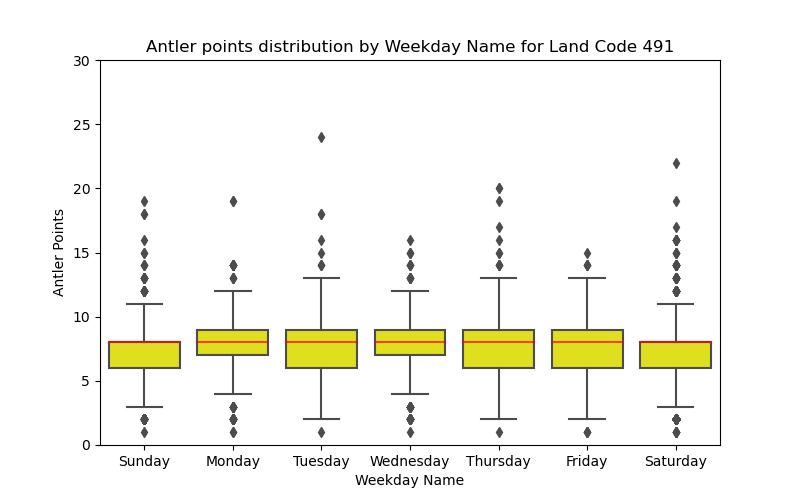 Antler points distribution by Weekday Name for Land Code 491
30
25
20
15
10
5
0
Antler Points
Sunday Monday Tuesday Wednesday Thursday Friday Saturday
Weekday Name